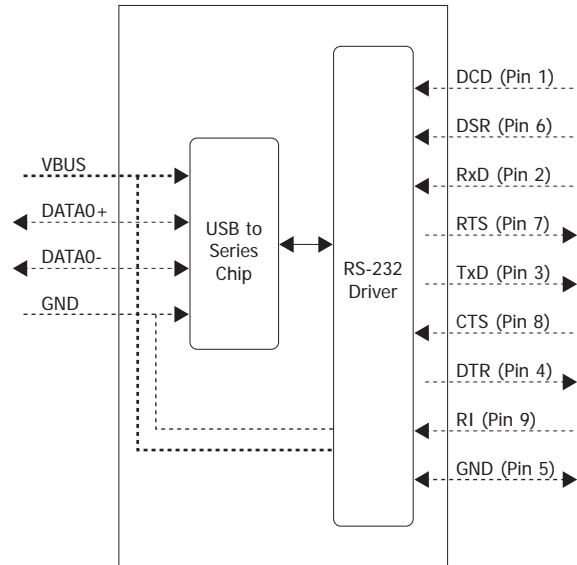 VBUS
DATA0+
DATA0-
GND
USB to
Series
Chip
RS-232
Driver
DCD (Pin 1)
DSR (Pin 6)
RxD (Pin 2)
RTS (Pin 7)
TxD (Pin 3)
CTS (Pin 8)
DTR (Pin 4)
RI (Pin 9)
GND (Pin 5)